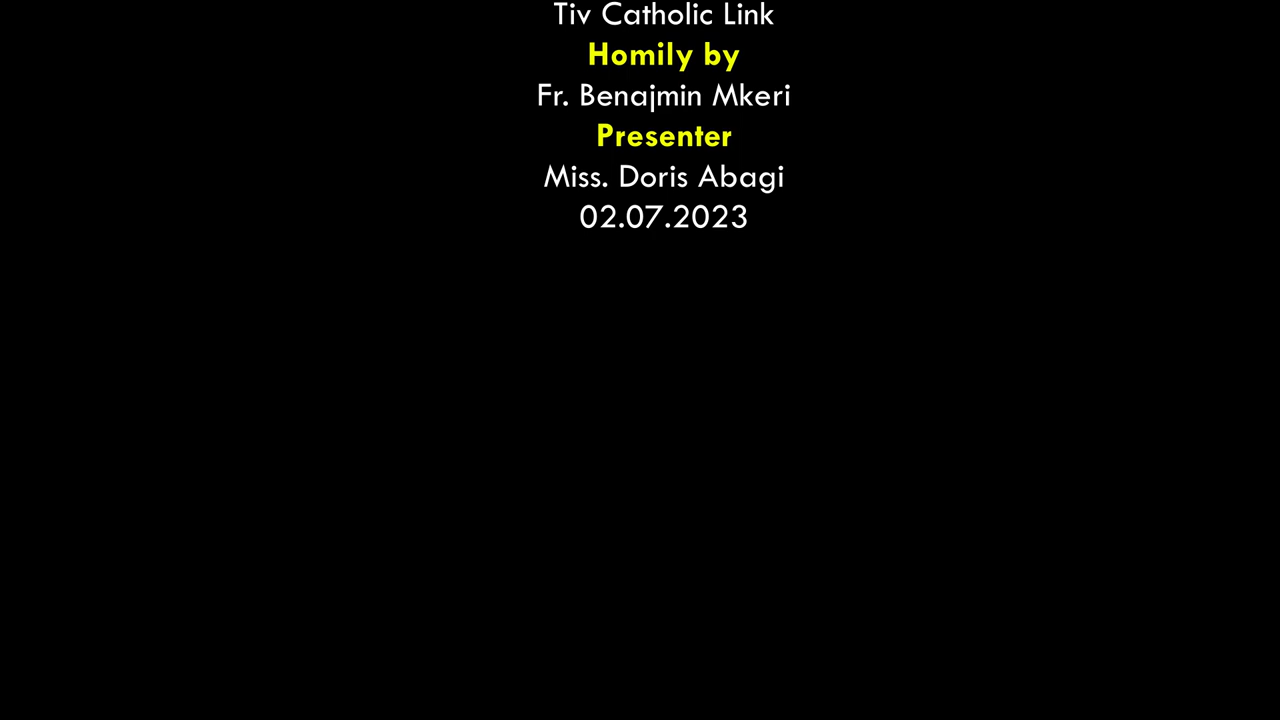 Tiv Catholic Link
Homily by
Fr. Benajmin Mkeri
Presenter
Miss. Doris Abagi
02.07.2023